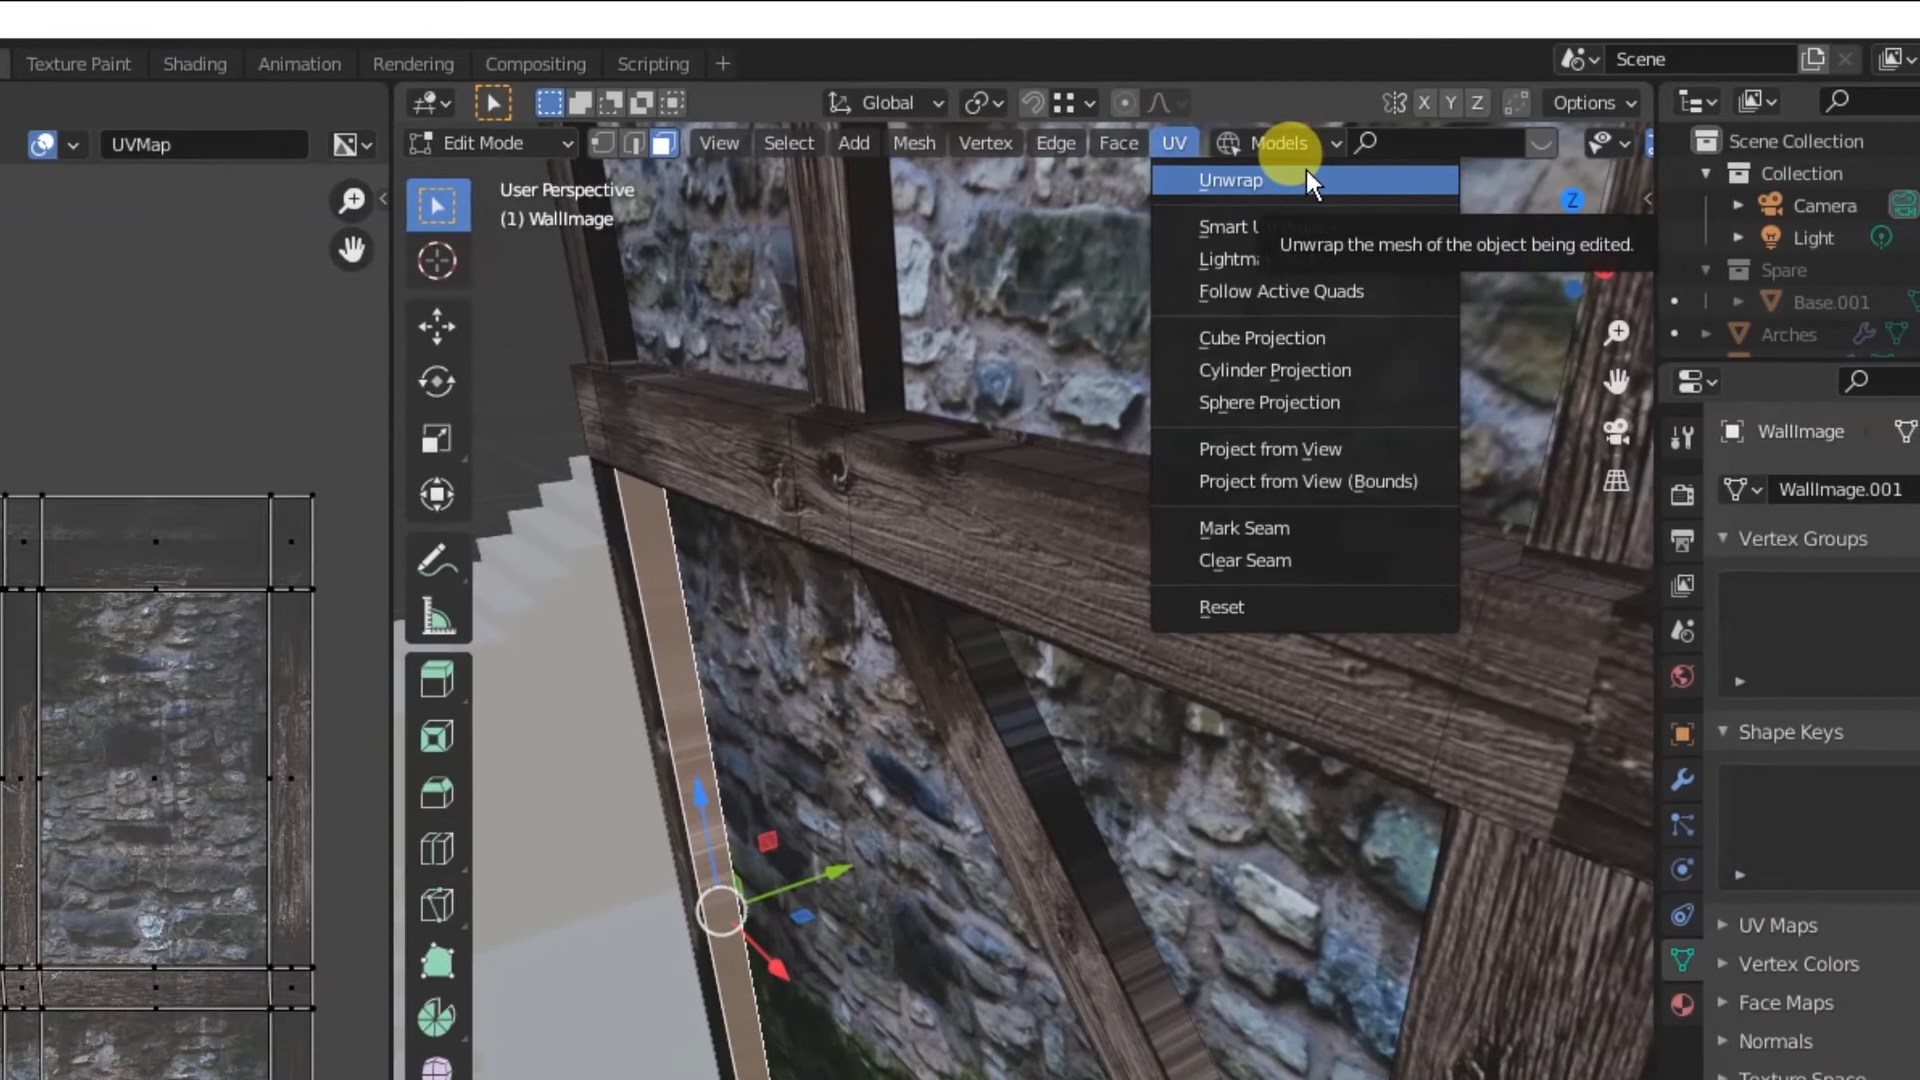 Texture Paint Shading Animation Rendering Compositing Scripting +
Scene
Global
X Y Z
Options
UVMap
Edit Mode
View Select Add Mesh Vertex Edge Face UV
Models
User Perspective
(1) WallImage
Unwrap
Smart U
Lightma
Unwrap the mesh of the object being edited.
Follow Active Quads
Cube Projection
Cylinder Projection
Sphere Projection
Project from View
Project from View (Bounds)
Mark Seam
Clear Seam
Reset
Z
Scene Collection
Collection
Camera
Light
Spare
Base.001
Arches
WallImage
WallImage.001
Vertex Groups
Shape Keys
UV Maps
Vertex Colors
Face Maps
Normals
Texture Space